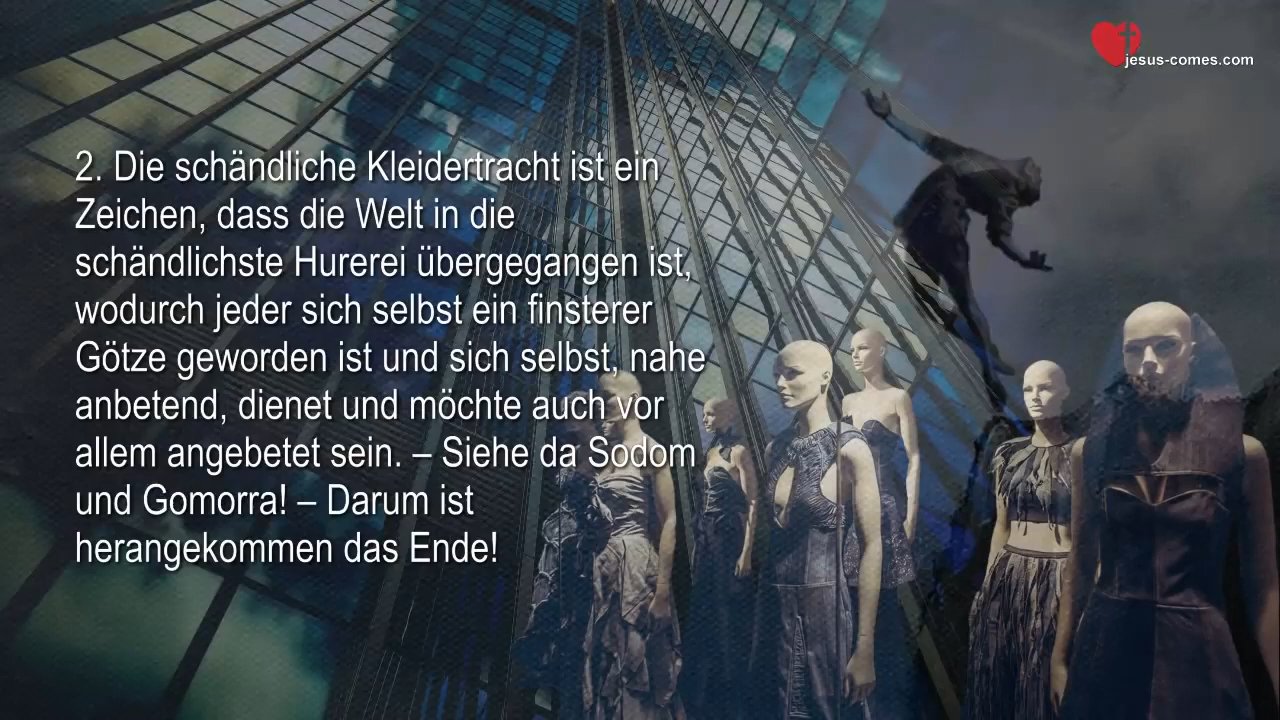 jesus-comes.com
2. Die schändliche Kleidertracht ist ein
Zeichen, dass die Welt in die
schändlichste Hurerei übergegangen ist,
wodurch jeder sich selbst ein finsterer
Götze geworden ist und sich selbst, nahe
anbetend, dienet und möchte auch vor
allem angebetet sein. – Siehe da Sodom
und Gomorra! – Darum ist
herangekommen das Ende!